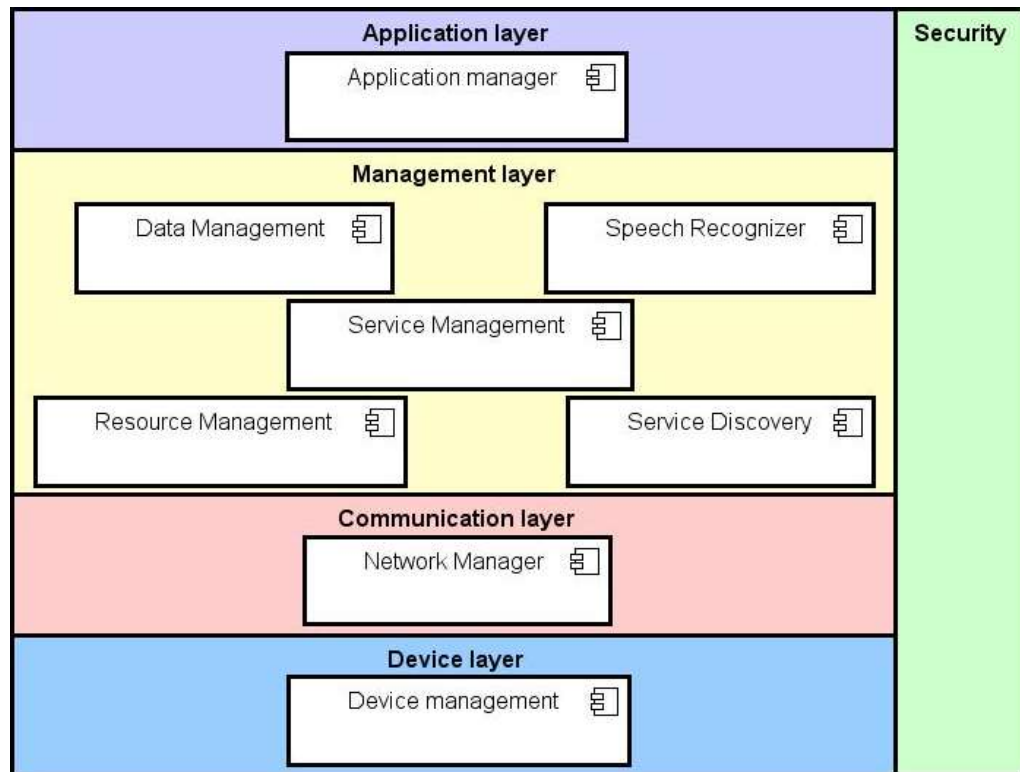 Application layer
Security
Application manager
Management layer
Data Management
Speech Recognizer
Service Management
Resource Management
Service Discovery
Communication layer
Network Manager
Device layer
Device management